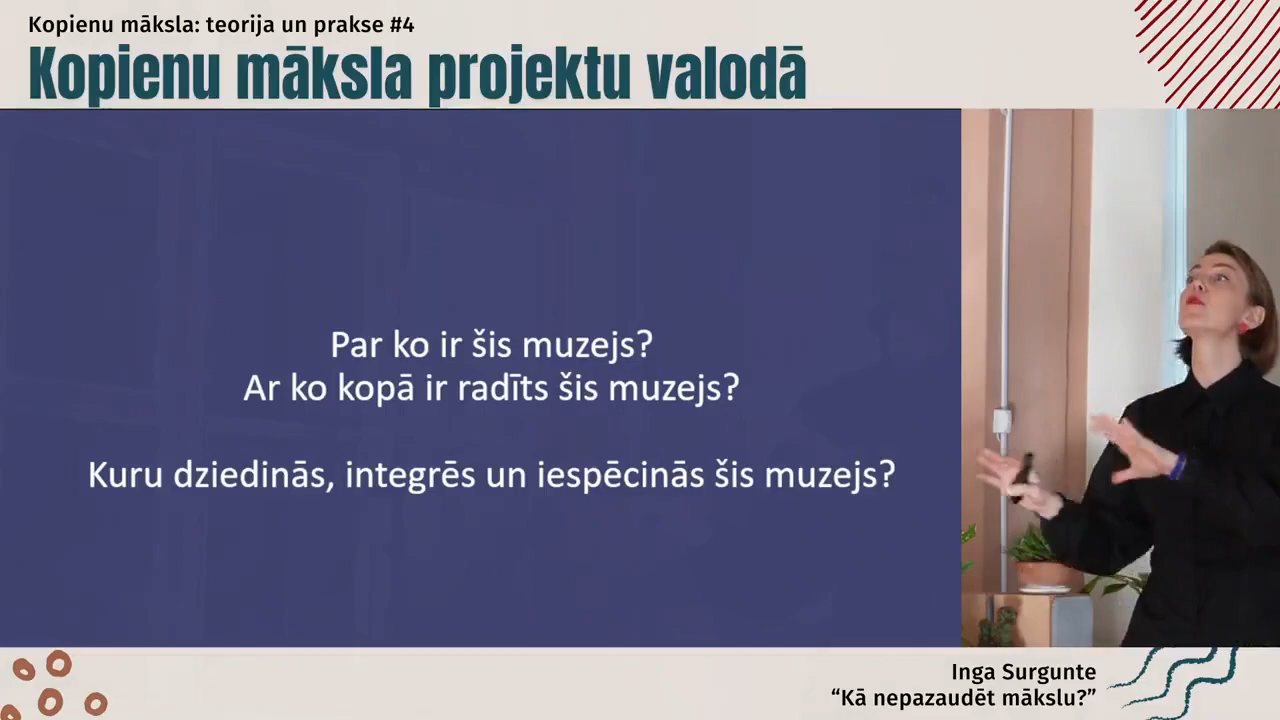 Kopienu māksla: teorija un prakse #4
Kopienu māksla projektu valodā
Par ko ir šis muzejs?
Ar ko kopā ir radīts šis muzejs?
Kuru dziedinās, integrēs un iespēcinās šis muzejs?
Inga Surgunte
“Kā nepazaudēt mākslu?”